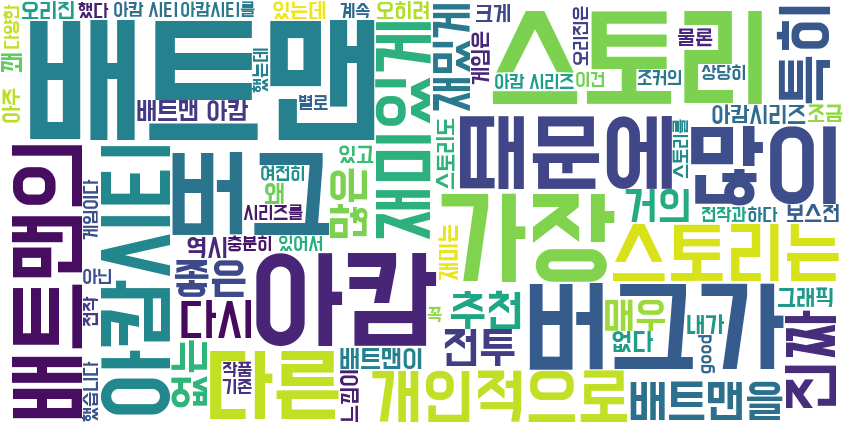 다양한
오리진
했다
아캄 시티
아캄시티를
있는데
계속
오히려
크게
오리진은
물론
특히
깨
아주
배트맨
했는데
배트맨 아캄
별로
재미있게
재밌게
게임은
스토리
아캄 시리즈
이건
조커의
상당히
아캄시리즈
조금
배트맨의
아캄시티
버그
여전히
왜
시리즈를
있고
많은
스토리도
때문에
스토리를
많이
게임이다
아닌
전작
역시
충분히
있어서
좋은
다시
아캄
재미는
가장
거의
전작과
하다
보스전
스토리는
추천
꼭
전투
버그가
매우
없다
내가
good
그래픽
진짜
했습니다
없는
다른
작품
기존
느낌이
배트맨이
개인적으로
배트맨을